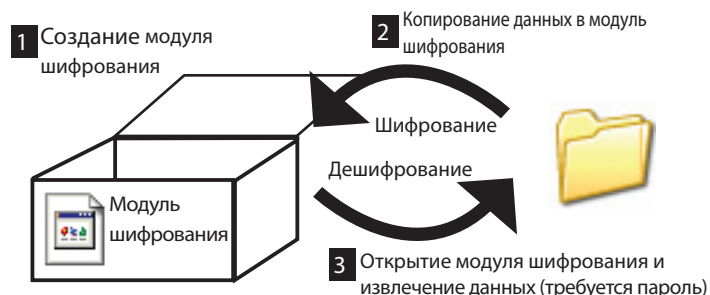 1 Создание модуля
шифрования
2 Копирование данных в модуль
шифрования
Шифрование
Дешифрование
Модуль
шифрования
3 Открытие модуля шифрования и
извлечение данных (требуется пароль)